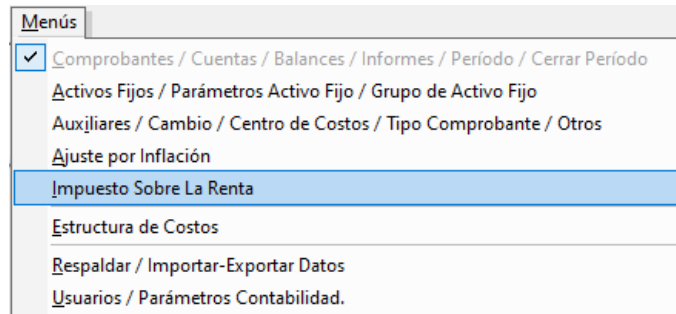 Menús
Comprobantes / Cuentas / Balances / Informes / Período / Cerrar Período
Activos Fijos / Parámetros Activo Fijo / Grupo de Activo Fijo
Auxiliares / Cambio / Centro de Costos / Tipo Comprobante / Otros
Ajuste por Inflación
Impuesto Sobre La Renta
Estructura de Costos
Respaldar / Importar-Exportar Datos
Usuarios / Parámetros Contabilidad.